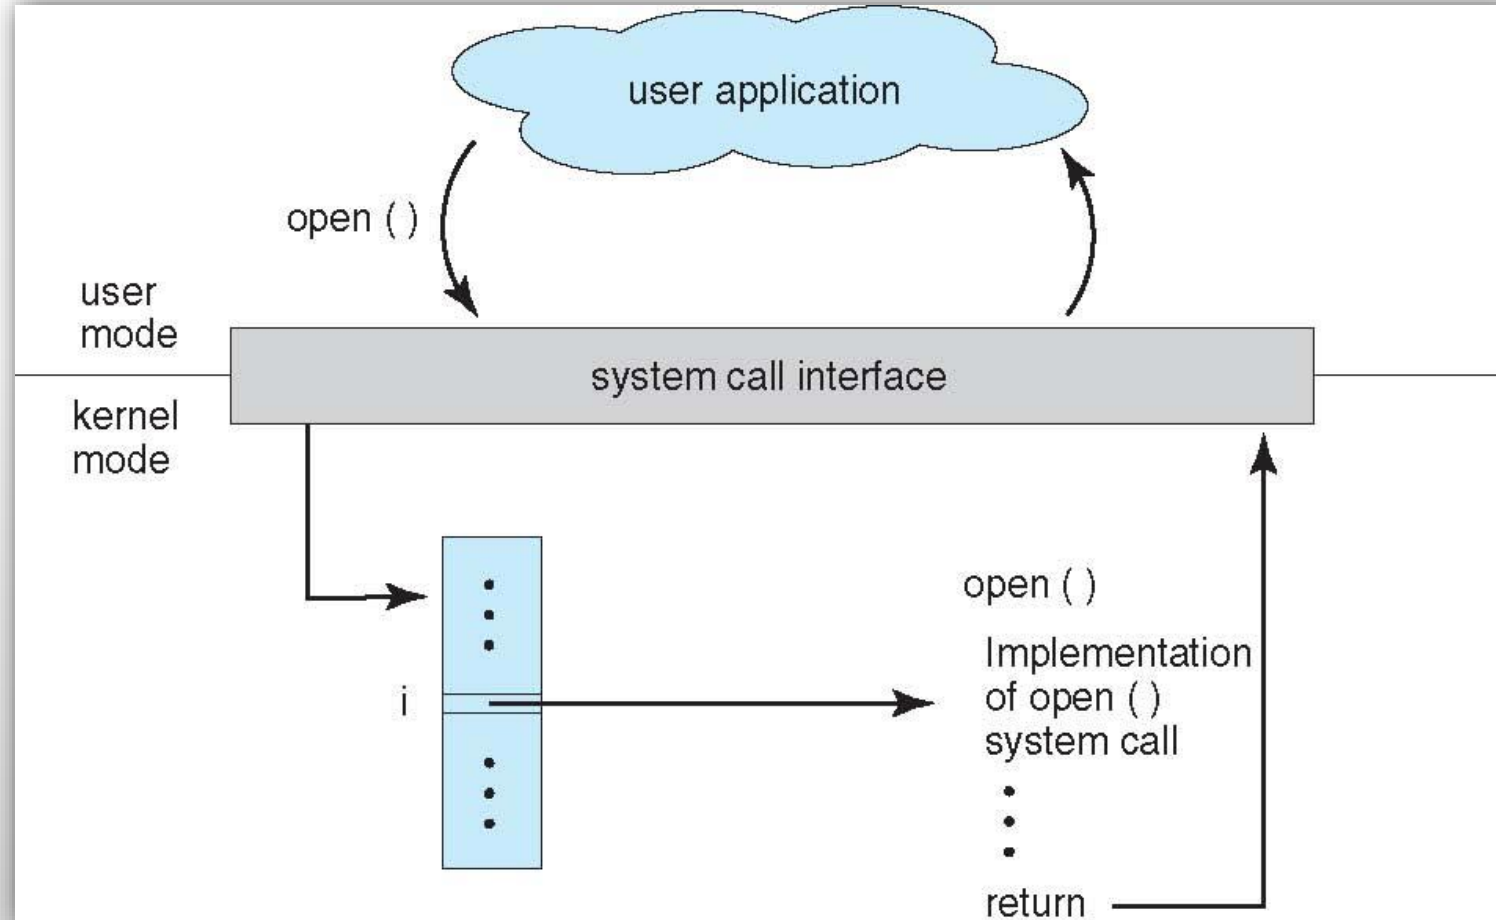 user application
open ( )
user
mode
system call interface
kernel
mode
open ( )
Implementation
of open ( )
system call
i
return